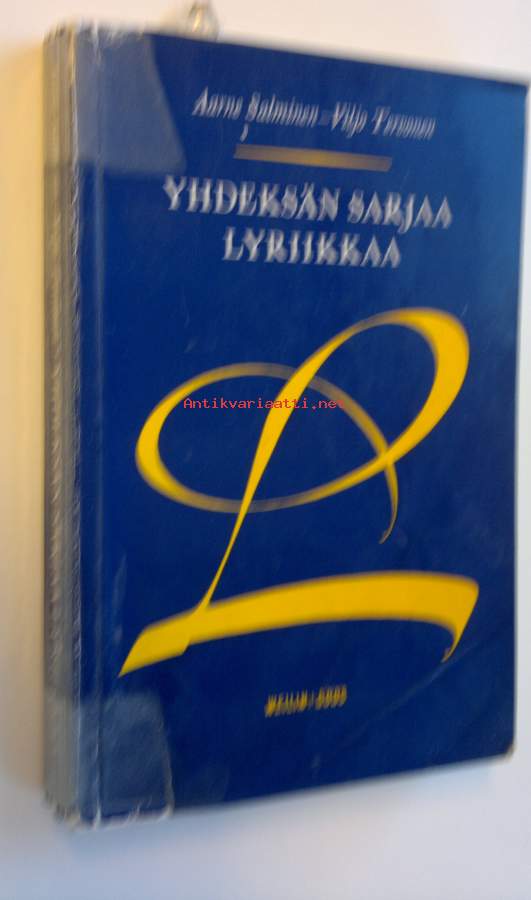 Aarne Salminen – Viljo Tervonen
YHDEKSÄN SARJAA
LYRIIKKAA
Antikvariaatti.net
L